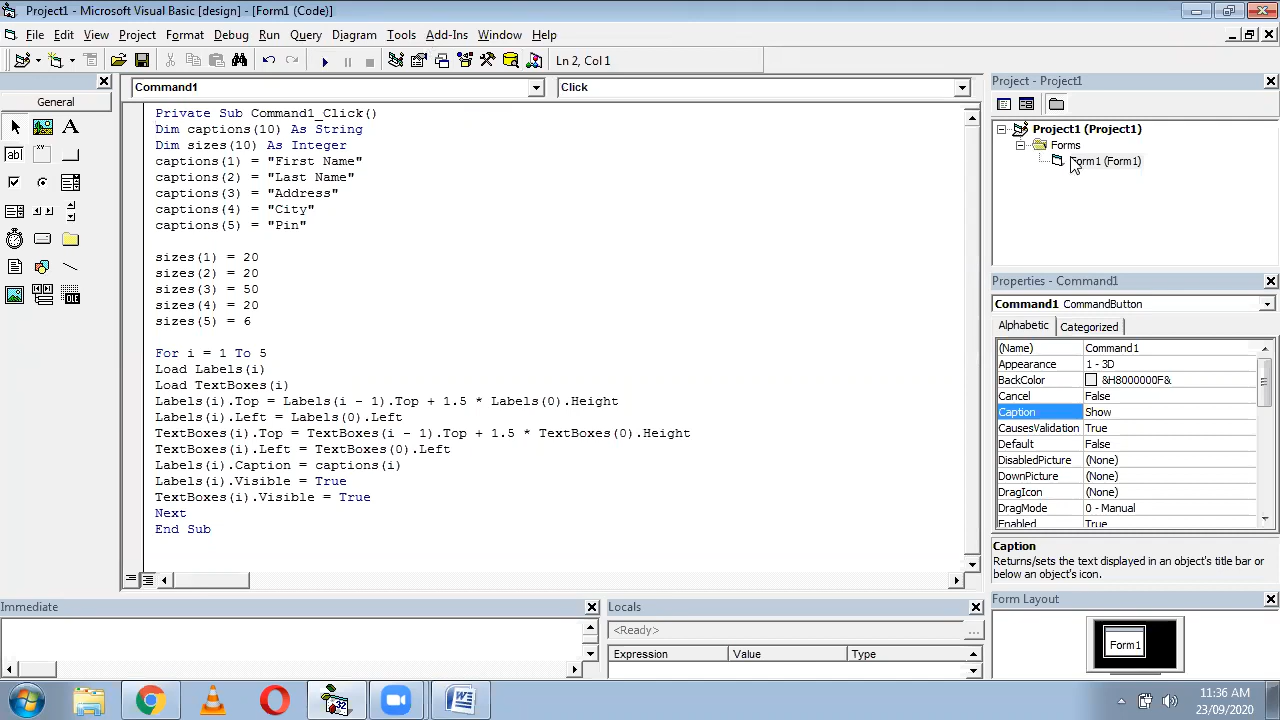 Project1 - Microsoft Visual Basic [design] - [Form1 (Code)]
File Edit View Project Format Debug Run Query Diagram Tools Add-Ins Window Help
Ln 2, Col 1
General
Command1 Click
Private Sub Command1_Click()
Dim captions(10) As String
Dim sizes(10) As Integer
captions(1) = "First Name"
captions(2) = "Last Name"
captions(3) = "Address"
captions(4) = "City"
captions(5) = "Pin"
sizes(1) = 20
sizes(2) = 20
sizes(3) = 50
sizes(4) = 20
sizes(5) = 6
For i = 1 To 5
Load Labels(i)
Load TextBoxes(i)
Labels(i).Top = Labels(i - 1).Top + 1.5 * Labels(0).Height
Labels(i).Left = Labels(0).Left
TextBoxes(i).Top = TextBoxes(i - 1).Top + 1.5 * TextBoxes(0).Height
TextBoxes(i).Left = TextBoxes(0).Left
Labels(i).Caption = captions(i)
Labels(i).Visible = True
TextBoxes(i).Visible = True
Next
End Sub
Project - Project1
Project1 (Project1)
Forms
Form1 (Form1)
Properties - Command1
Command1 CommandButton
Alphabetic Categorized
(Name) Command1
Appearance 1 - 3D
BackColor &H8000000F&
Cancel False
Caption Show
CausesValidation True
Default False
DisabledPicture (None)
DownPicture (None)
DragIcon (None)
DragMode 0 - Manual
Enabled True
Caption
Returns/sets the text displayed in an object's title bar or
below an object's icon.
Form Layout
Form1
Immediate
Locals
<Ready>
...
Expression Value Type
11:36 AM
23/09/2020